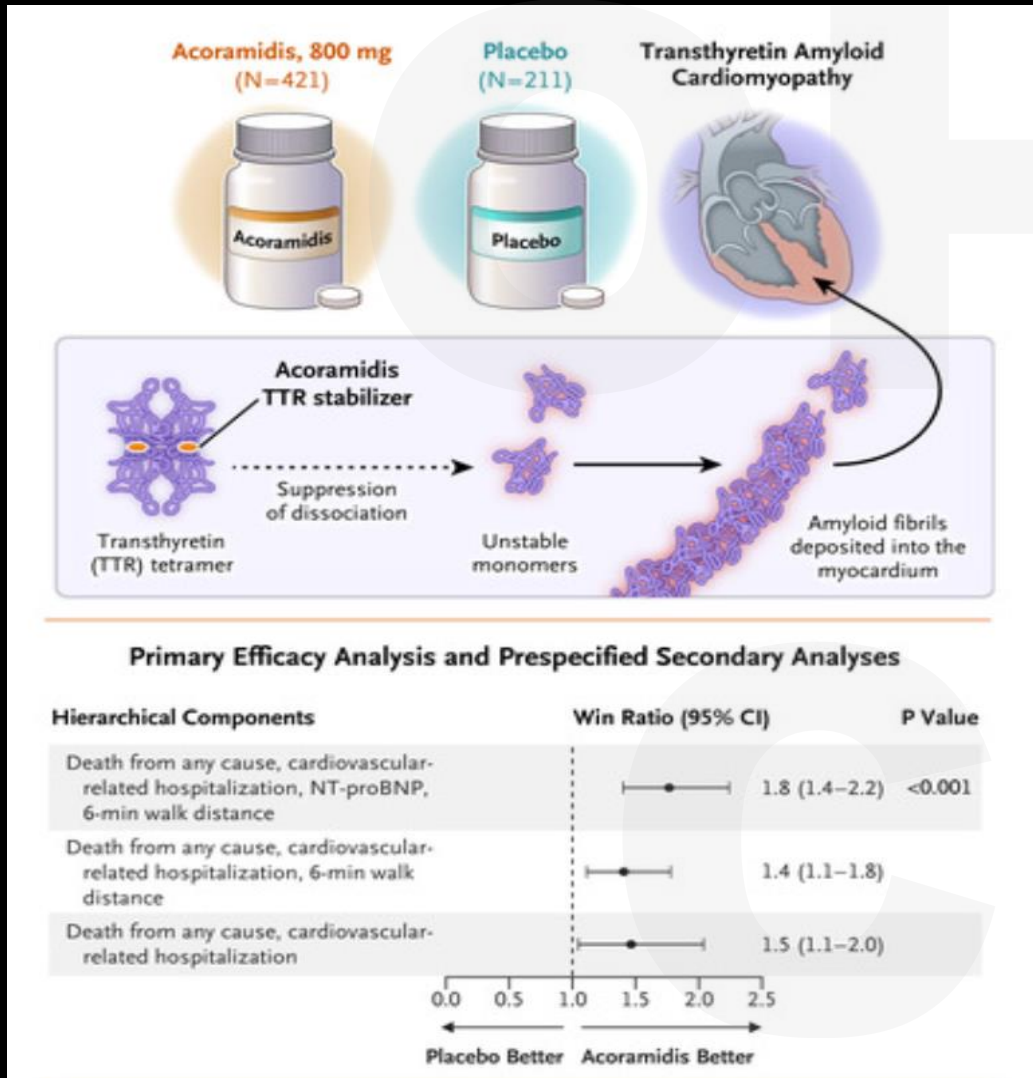 Acoramidis, 800 mg
(N=421)
Placebo
(N=211)
Transthyretin Amyloid
Cardiomyopathy
Acoramidis
Placebo
Acoramidis
TTR stabilizer
Suppression
of dissociation
Transthyretin
(TTR) tetramer
Unstable
monomers
Amyloid fibrils
deposited into the
myocardium
Primary Efficacy Analysis and Prespecified Secondary Analyses
Hierarchical Components Win Ratio (95% CI) P Value
Death from any cause, cardiovascular-
related hospitalization, NT-proBNP,
6-min walk distance
1.8 (1.4–2.2) <0.001
Death from any cause, cardiovascular-
related hospitalization, 6-min walk
distance
1.4 (1.1–1.8)
Death from any cause, cardiovascular-
related hospitalization
1.5 (1.1–2.0)
0.0 0.5 1.0 1.5 2.0 2.5
Placebo Better Acoramidis Better